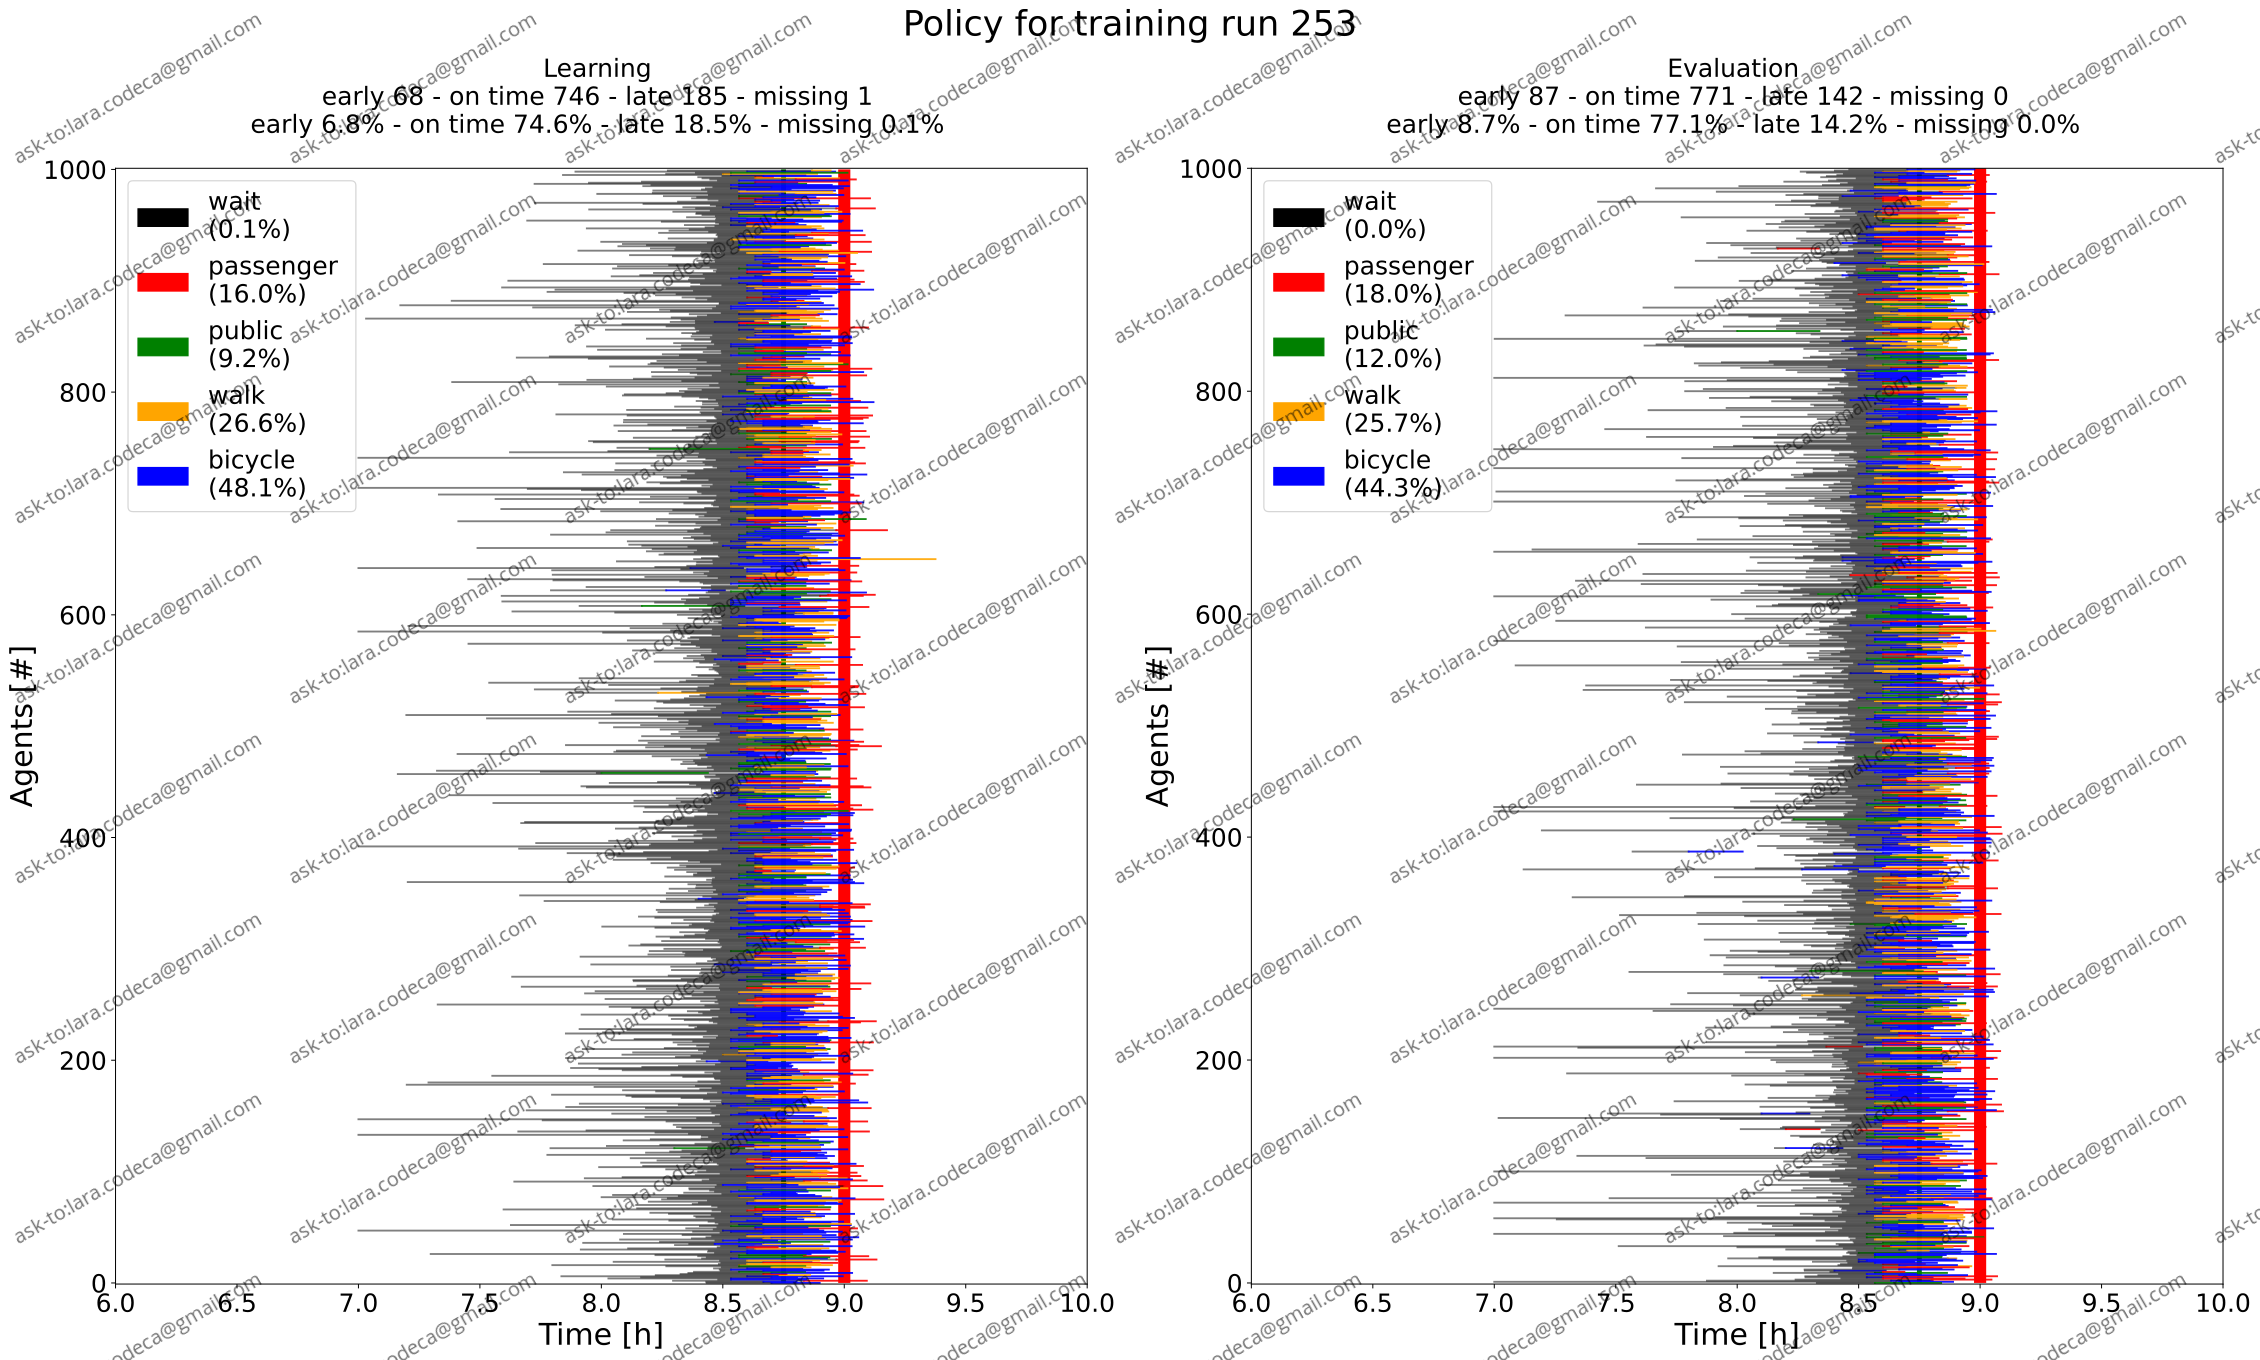 Policy for training run 253
Learning
early 68 - on time 746 - late 185 - missing 1
early 6.8% - on time 74.6% - late 18.5% - missing 0.1%
1000
800
600
400
200
0
Agents [#]
wait
(0.1%)
passenger
(16.0%)
public
(9.2%)
walk
(26.6%)
bicycle
(48.1%)
6.0 6.5 7.0 7.5 8.0 8.5 9.0 9.5 10.0
Time [h]
Evaluation
early 87 - on time 771 - late 142 - missing 0
early 8.7% - on time 77.1% - late 14.2% - missing 0.0%
1000
800
600
400
200
0
Agents [#]
wait
(0.0%)
passenger
(18.0%)
public
(12.0%)
walk
(25.7%)
bicycle
(44.3%)
6.0 6.5 7.0 7.5 8.0 8.5 9.0 9.5 10.0
Time [h]
ask-to:lara.codeca@gmail.com